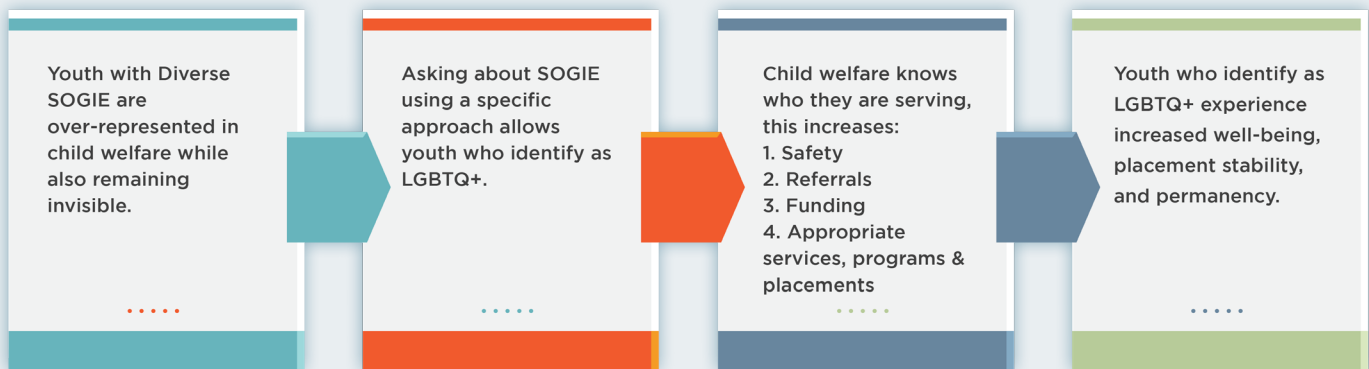 Youth with Diverse
SOGIE are
over-represented in
child welfare while
also remaining
invisible.
Asking about SOGIE
using a specific
approach allows
youth who identify as
LGBTQ+.
Child welfare knows
who they are serving,
this increases:
1. Safety
2. Referrals
3. Funding
4. Appropriate
services, programs &
placements
Youth who identify as
LGBTQ+ experience
increased well-being,
placement stability,
and permanency.